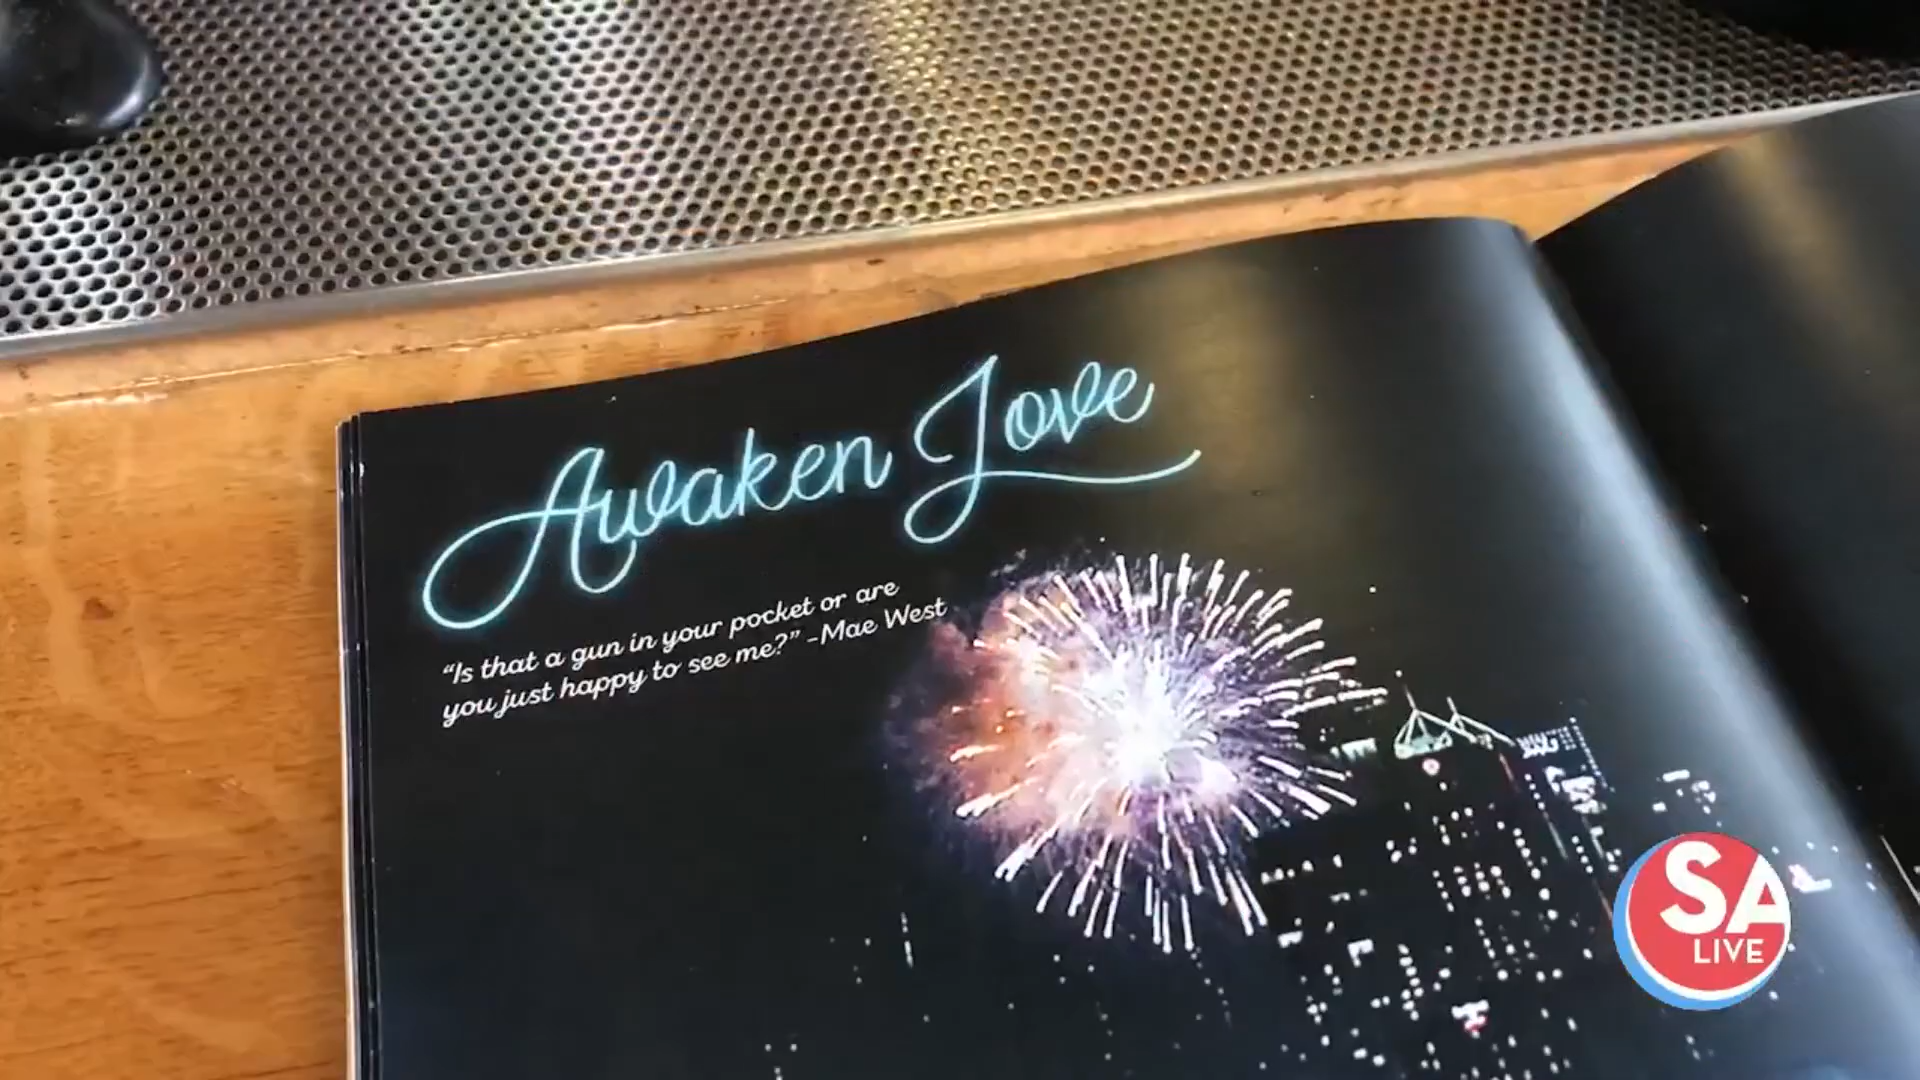 Awaken Jove
“Is that a gun in your pocket or are
you just happy to see me?” -Mae West
SA
LIVE